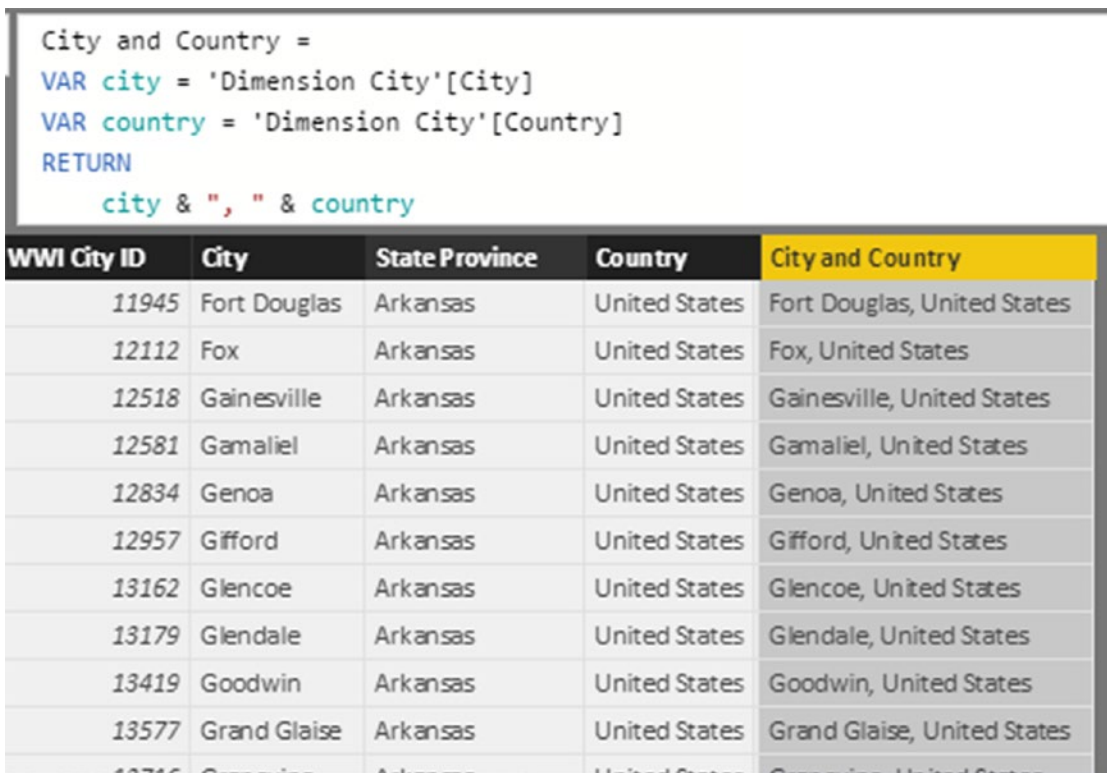 City and Country =
VAR city = 'Dimension City'[City]
VAR country = 'Dimension City'[Country]
RETURN
city & ", " & country
WWI City ID City State Province Country City and Country
11945 Fort Douglas Arkansas United States Fort Douglas, United States
12112 Fox Arkansas United States Fox, United States
12518 Gainesville Arkansas United States Gainesville, United States
12581 Gamaliel Arkansas United States Gamaliel, United States
12834 Genoa Arkansas United States Genoa, United States
12957 Gifford Arkansas United States Gifford, United States
13162 Glencoe Arkansas United States Glencoe, United States
13179 Glendale Arkansas United States Glendale, United States
13419 Goodwin Arkansas United States Goodwin, United States
13577 Grand Glaise Arkansas United States Grand Glaise, United States